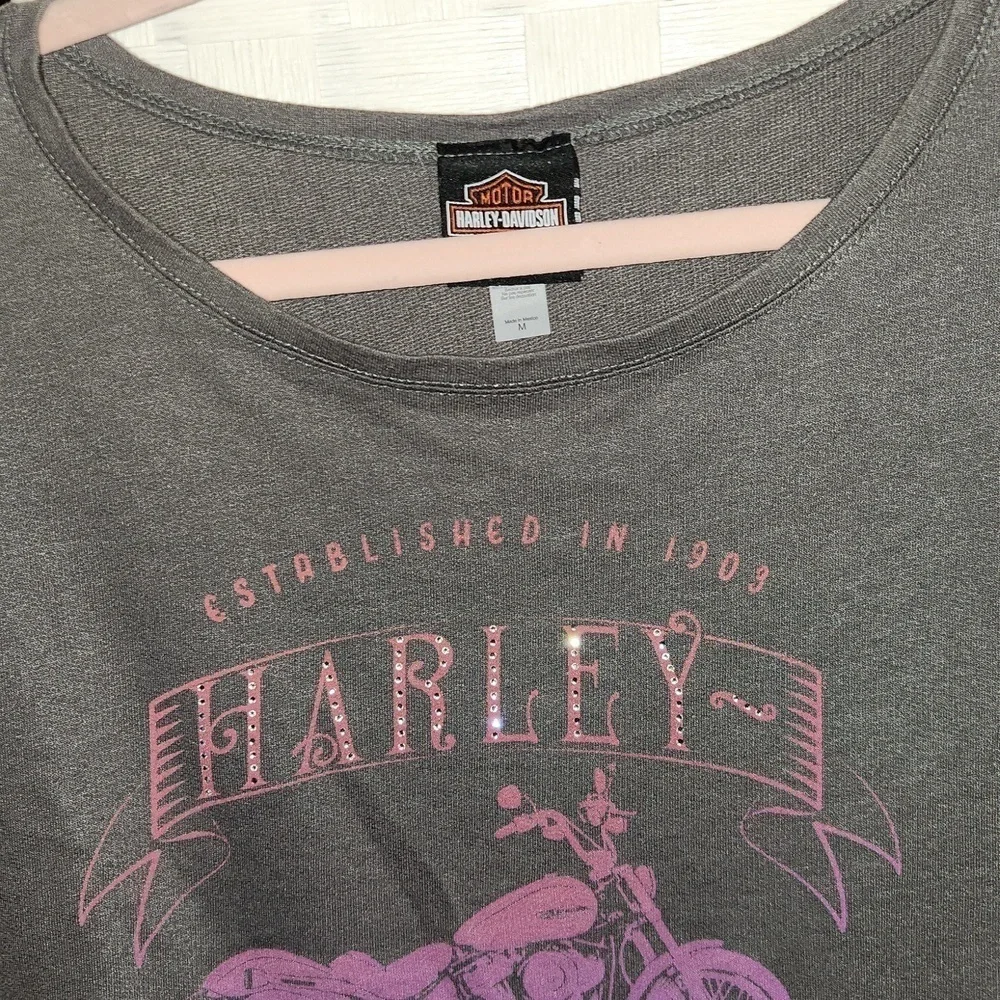 MOTOR
HARLEY-DAVIDSON
Made in Mexico
M
ESTABLISHED IN 1903
HARLEY-